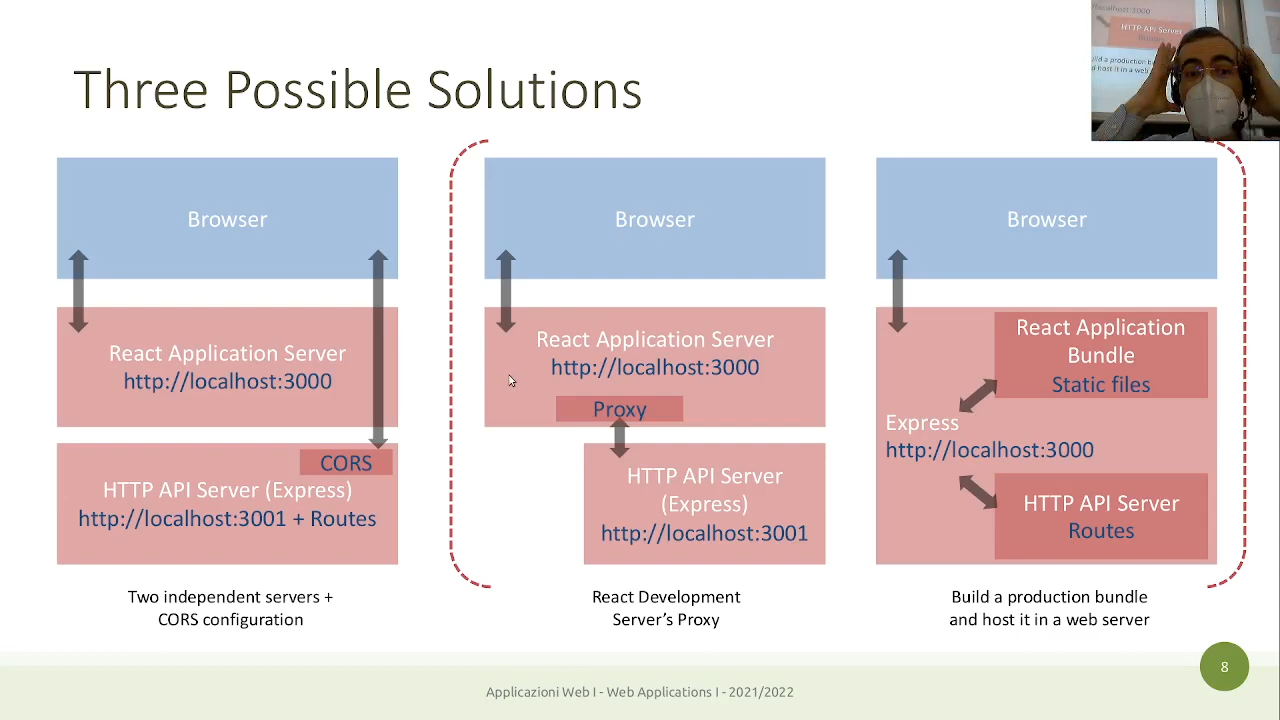 Three Possible Solutions
Browser
React Application Server
http://localhost:3000
CORS
HTTP API Server (Express)
http://localhost:3001 + Routes
Two independent servers +
CORS configuration
Browser
React Application Server
http://localhost:3000
Proxy
HTTP API Server
(Express)
http://localhost:3001
React Development
Server's Proxy
Browser
React Application
Bundle
Static files
Express
http://localhost:3000
HTTP API Server
Routes
Build a production bundle
and host it in a web server
8
Applicazioni Web I - Web Applications I - 2021/2022
HTTP API Server